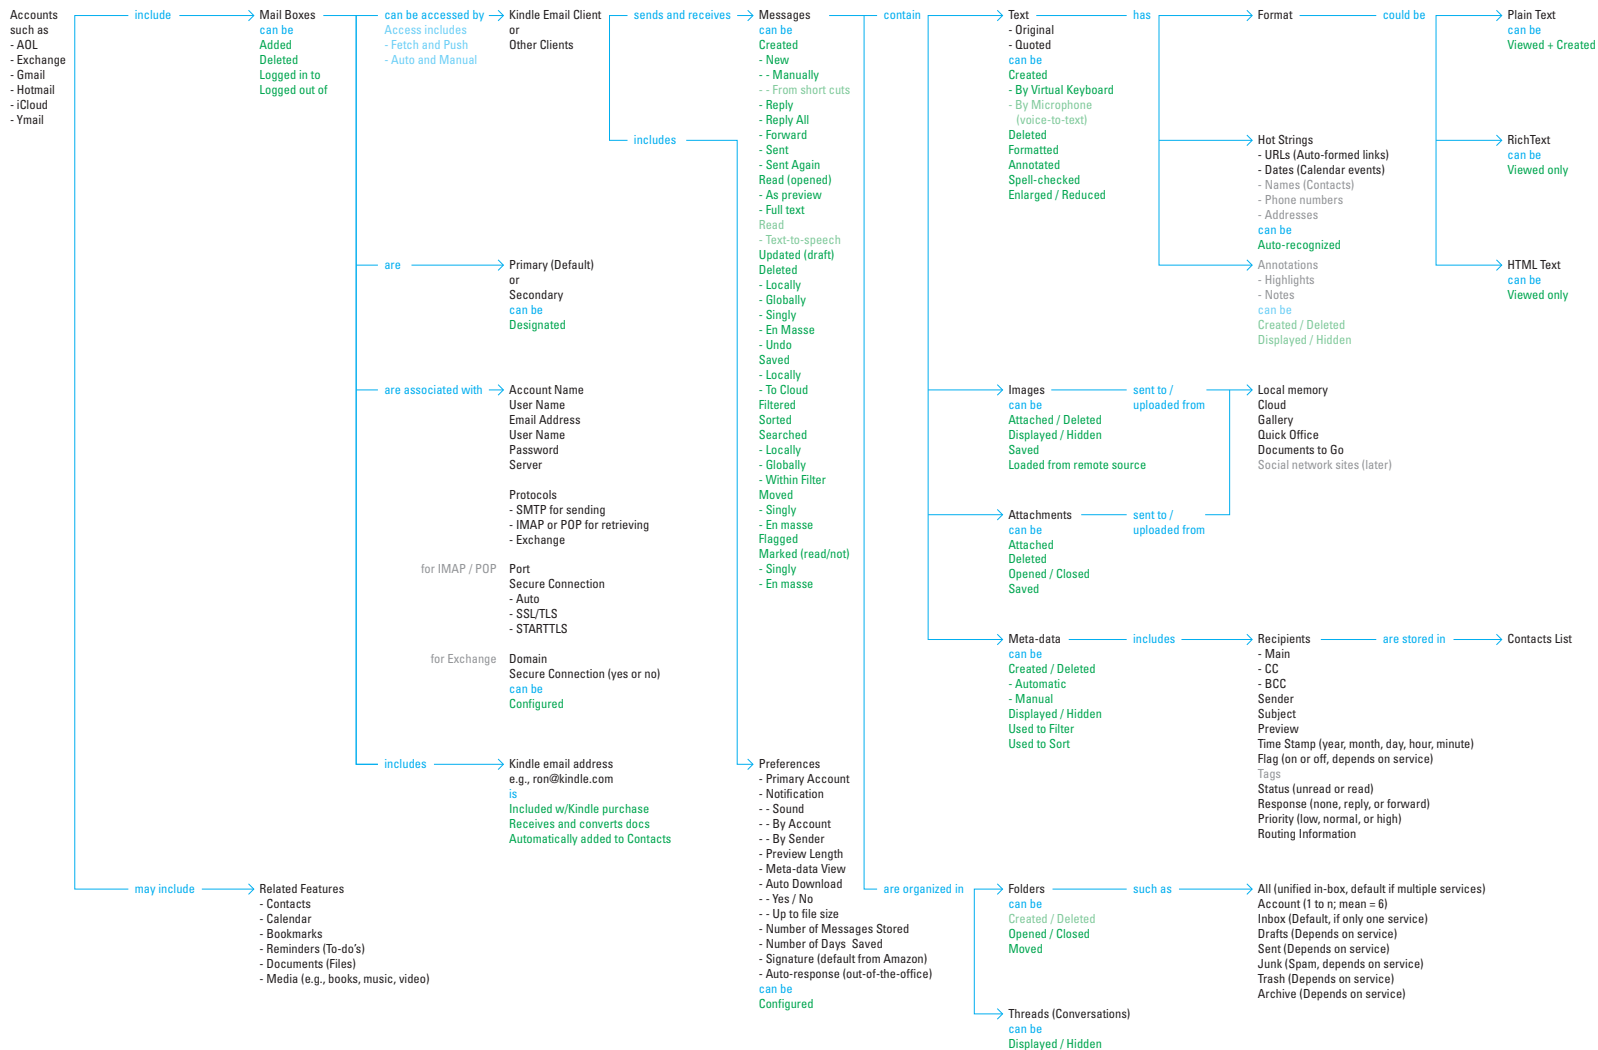 Accounts
such as
- AOL
- Exchange
- Gmail
- Hotmail
- iCloud
- Ymail
include
Mail Boxes
can be
Added
Deleted
Logged in to
Logged out of
can be accessed by
Access includes
- Fetch and Push
- Auto and Manual
Kindle Email Client
or
Other Clients
sends and receives
Messages
can be
Created
- New
- - Manually
- - From short cuts
- Reply
- Reply All
- Forward
- Sent
- Sent Again
Read (opened)
- As preview
- Full text
Read
- Text-to-speech
Updated (draft)
Deleted
- Locally
- Globally
- Singly
- En Masse
- Undo
Saved
- Locally
- To Cloud
Filtered
Sorted
Searched
- Locally
- Globally
- Within Filter
Moved
- Singly
- En masse
Flagged
Marked (read/not)
- Singly
- En masse
contain
Text
- Original
- Quoted
can be
Created
- By Virtual Keyboard
- By Microphone
(voice-to-text)
Deleted
Formatted
Annotated
Spell-checked
Enlarged / Reduced
has
Format
could be
Plain Text
can be
Viewed + Created
RichText
can be
Viewed only
HTML Text
can be
Viewed only
Hot Strings
- URLs (Auto-formed links)
- Dates (Calendar events)
- Names (Contacts)
- Phone numbers
- Addresses
can be
Auto-recognized
Annotations
- Highlights
- Notes
can be
Created / Deleted
Displayed / Hidden
includes
are
Primary (Default)
or
Secondary
can be
Designated
are associated with
Account Name
User Name
Email Address
User Name
Password
Server
Protocols
- SMTP for sending
- IMAP or POP for retrieving
- Exchange
for IMAP / POP
Port
Secure Connection
- Auto
- SSL/TLS
- STARTTLS
for Exchange
Domain
Secure Connection (yes or no)
can be
Configured
Images
can be
Attached / Deleted
Displayed / Hidden
Saved
Loaded from remote source
sent to /
uploaded from
Local memory
Cloud
Gallery
Quick Office
Documents to Go
Social network sites (later)
Attachments
can be
Attached
Deleted
Opened / Closed
Saved
sent to /
uploaded from
Meta-data
can be
Created / Deleted
- Automatic
- Manual
Displayed / Hidden
Used to Filter
Used to Sort
includes
Recipients
- Main
- CC
- BCC
Sender
Subject
Preview
Time Stamp (year, month, day, hour, minute)
Flag (on or off, depends on service)
Tags
Status (unread or read)
Response (none, reply, or forward)
Priority (low, normal, or high)
Routing Information
are stored in
Contacts List
includes
Kindle email address
e.g., ron@kindle.com
is
Included w/Kindle purchase
Receives and converts docs
Automatically added to Contacts
Preferences
- Primary Account
- Notification
- - Sound
- - By Account
- - By Sender
- Preview Length
- Meta-data View
- Auto Download
- - Yes / No
- - Up to file size
- Number of Messages Stored
- Number of Days Saved
- Signature (default from Amazon)
- Auto-response (out-of-the-office)
can be
Configured
may include
Related Features
- Contacts
- Calendar
- Bookmarks
- Reminders (To-do's)
- Documents (Files)
- Media (e.g., books, music, video)
are organized in
Folders
can be
Created / Deleted
Opened / Closed
Moved
such as
All (unified in-box, default if multiple services)
Account (1 to n; mean = 6)
Inbox (Default, if only one service)
Drafts (Depends on service)
Sent (Depends on service)
Junk (Spam, depends on service)
Trash (Depends on service)
Archive (Depends on service)
Threads (Conversations)
can be
Displayed / Hidden